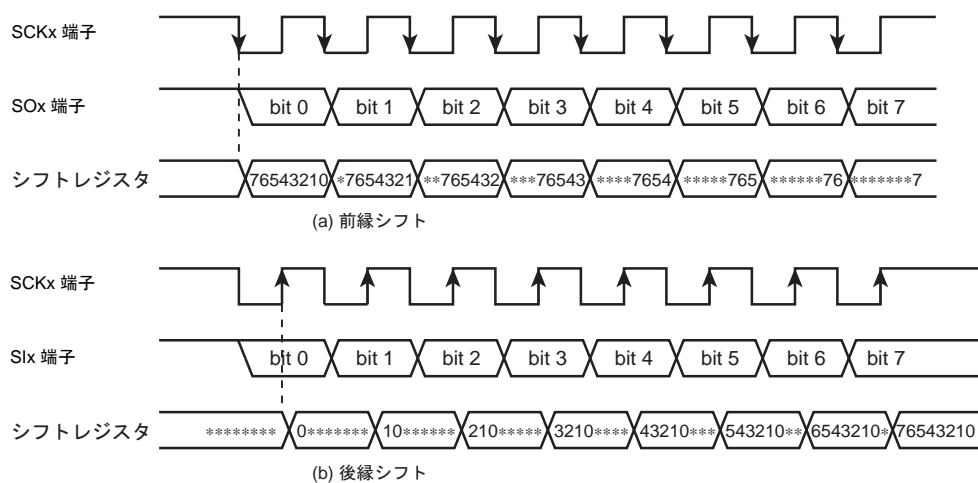 SCKx 端子
SOx 端子
bit 0 bit 1 bit 2 bit 3 bit 4 bit 5 bit 6 bit 7
シフトレジスタ
76543210 *7654321 **765432 ***76543 ****7654 *****765 ******76 *******7
(a) 前縁シフト
SCKx 端子
SIx 端子
bit 0 bit 1 bit 2 bit 3 bit 4 bit 5 bit 6 bit 7
シフトレジスタ
******** 0******* 10****** 210***** 3210**** 43210*** 543210** 6543210* 76543210
(b) 後縁シフト